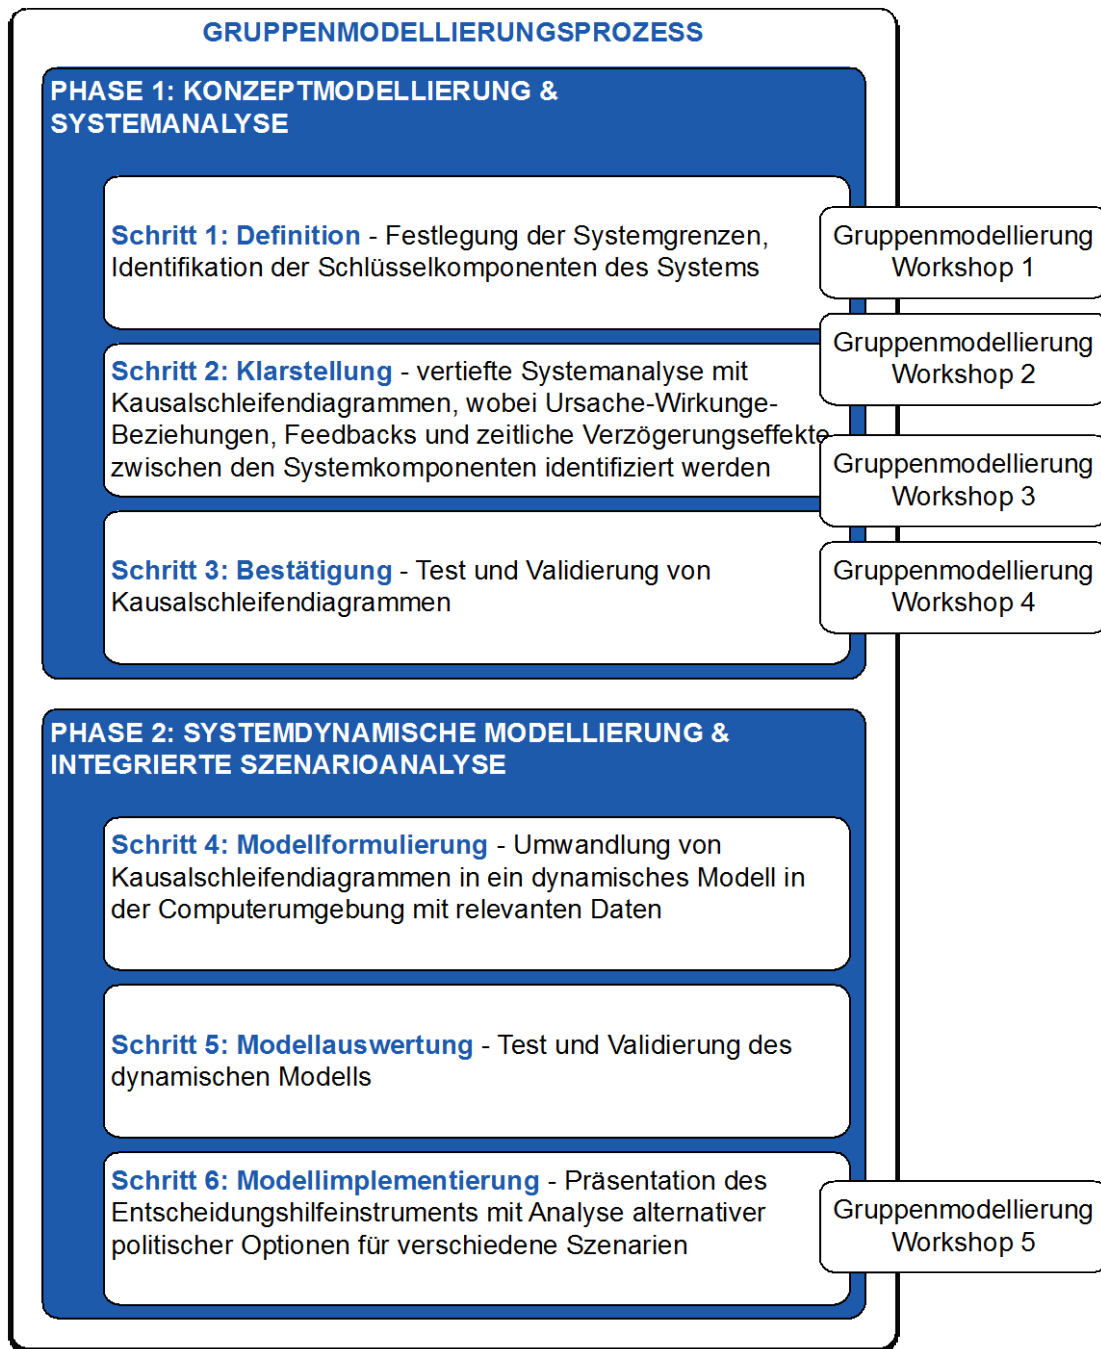 GRUPPENMODELLIERUNGSPROZESS
PHASE 1: KONZEPTMODELLIERUNG &
SYSTEMANALYSE
Schritt 1: Definition - Festlegung der Systemgrenzen,
Identifikation der Schlüsselkomponenten des Systems
Gruppenmodellierung
Workshop 1
Gruppenmodellierung
Workshop 2
Schritt 2: Klarstellung - vertiefte Systemanalyse mit
Kausalschleifendiagrammen, wobei Ursache-Wirkunge-
Beziehungen, Feedbacks und zeitliche Verzögerungseffekte
zwischen den Systemkomponenten identifiziert werden
Gruppenmodellierung
Workshop 3
Schritt 3: Bestätigung - Test und Validierung von
Kausalschleifendiagrammen
Gruppenmodellierung
Workshop 4
PHASE 2: SYSTEMDYNAMISCHE MODELLIERUNG &
INTEGRIERTE SZENARIOANALYSE
Schritt 4: Modellformulierung - Umwandlung von
Kausalschleifendiagrammen in ein dynamisches Modell in
der Computerumgebung mit relevanten Daten
Schritt 5: Modellauswertung - Test und Validierung des
dynamischen Modells
Schritt 6: Modellimplementierung - Präsentation des
Entscheidungshilfeinstruments mit Analyse alternativer
politischer Optionen für verschiedene Szenarien
Gruppenmodellierung
Workshop 5